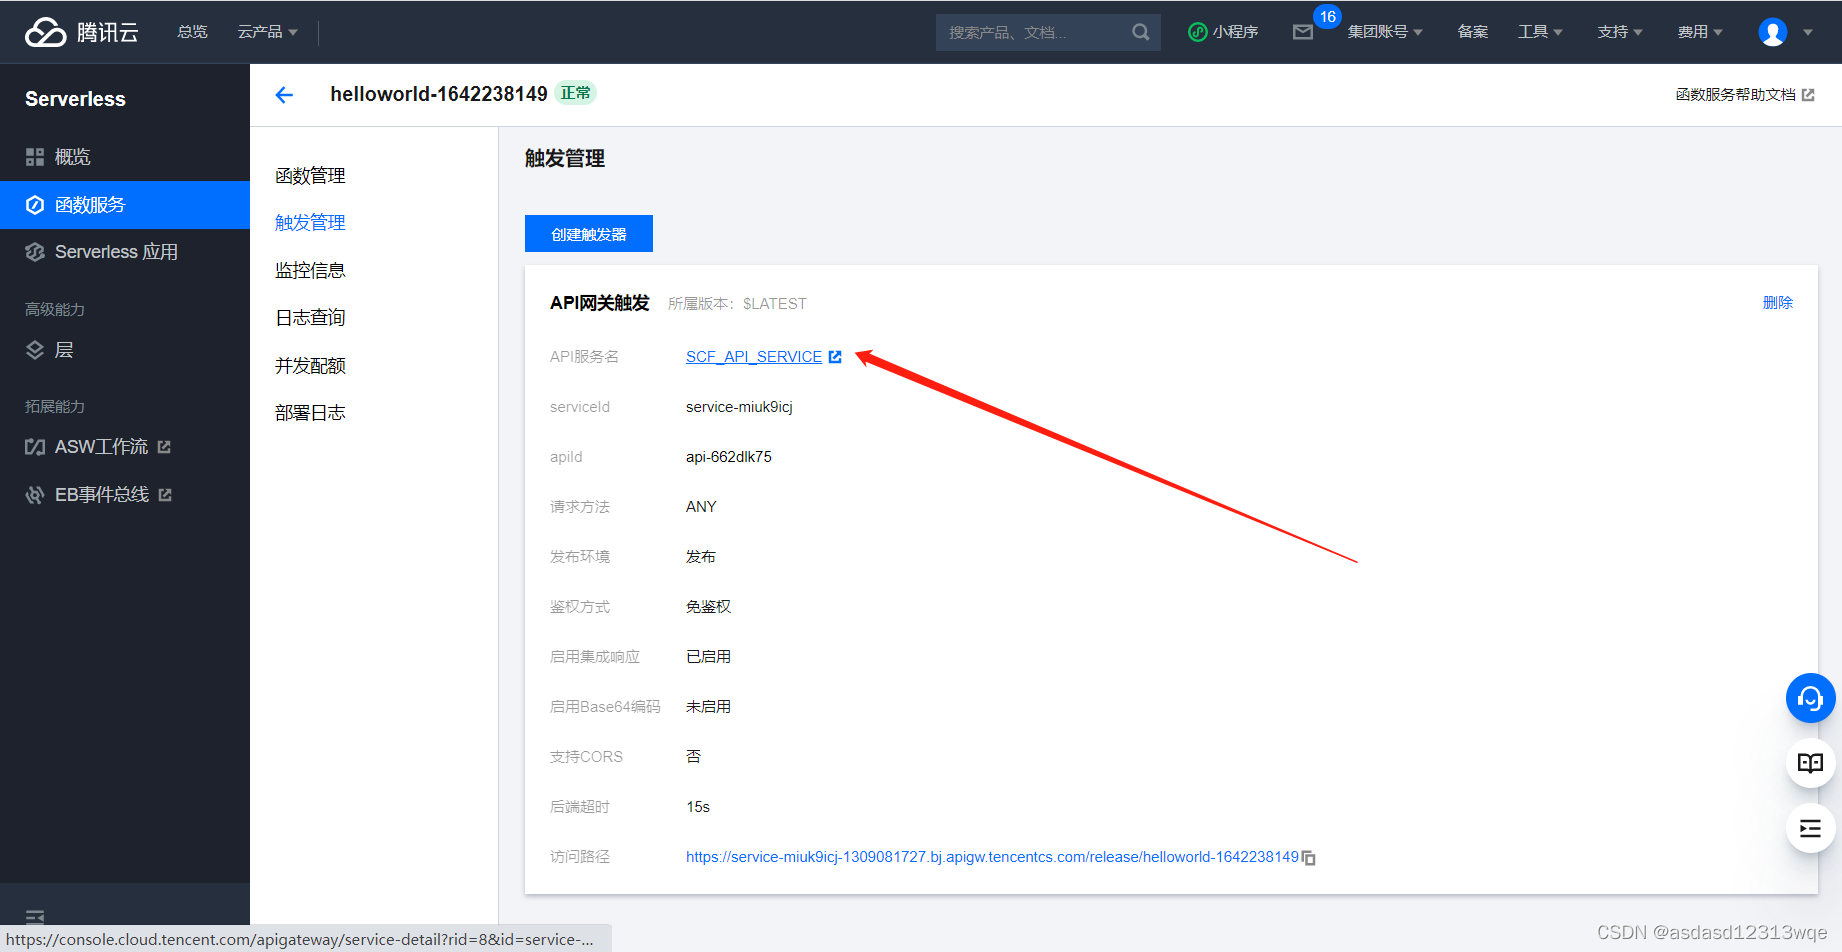 腾讯云
总览
云产品
搜索产品、文档...
小程序
16
集团账号
备案
工具
支持
费用
Serverless
概览
函数服务
Serverless 应用
高级能力
层
拓展能力
ASW工作流
EB事件总线
helloworld-1642238149 正常
函数服务帮助文档
函数管理
触发管理
监控信息
日志查询
并发配额
部署日志
触发管理
创建触发器
API网关触发 所属版本: $LATEST
删除
API服务名 SCF_API_SERVICE
serviceId service-miuk9icj
apiId api-662dlk75
请求方法 ANY
发布环境 发布
鉴权方式 免鉴权
启用集成响应 已启用
启用Base64编码 未启用
支持CORS 否
后端超时 15s
访问路径 https://service-miuk9icj-1309081727.bj.apigw.tencentcs.com/release/helloworld-1642238149
https://console.cloud.tencent.com/apigateway/service-detail?rid=8&id=service-...
CSDN @asdasd12313wqe